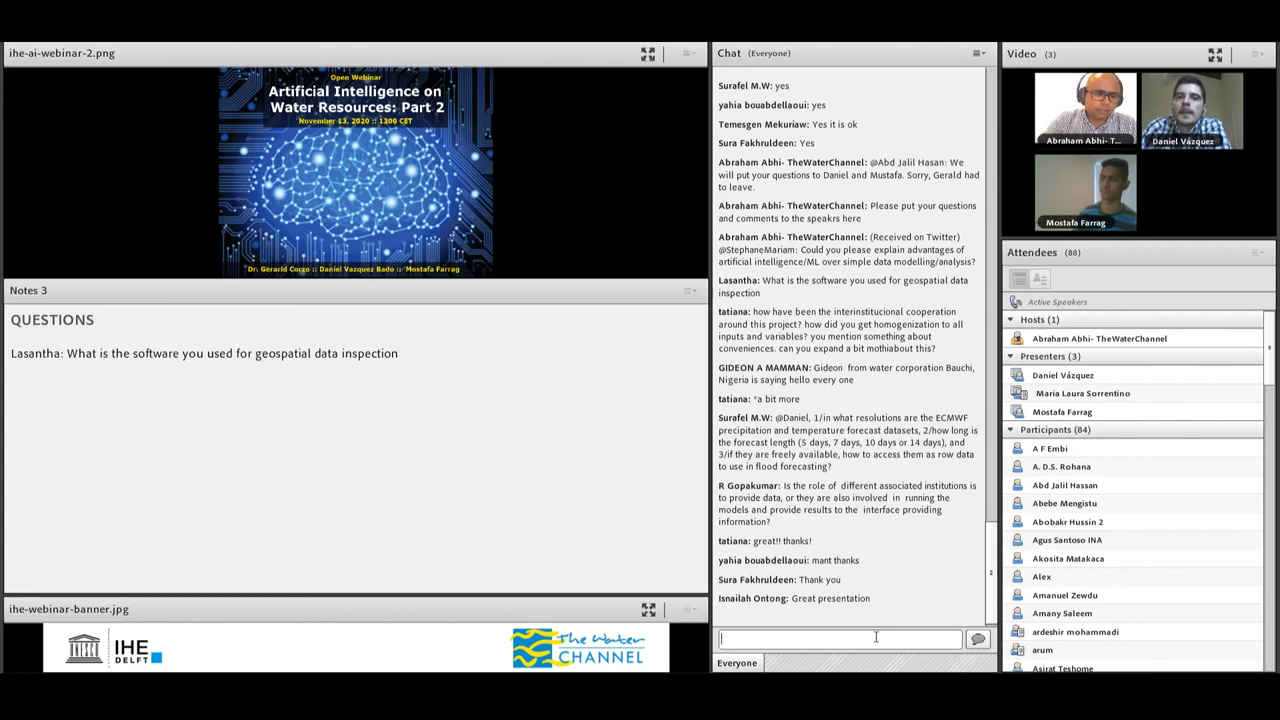 ihe-ai-webinar-2.png
Open Webinar
Artificial Intelligence on
Water Resources: Part 2
November 13, 2020 :: 1300 CET
Dr. Gerarld Corzo :: Daniel Vazquez Bado :: Mostafa Farrag
Notes 3
QUESTIONS
Lasantha: What is the software you used for geospatial data inspection
ihe-webinar-banner.jpg
UNESCO
IHE
DELFT
The Water
CHANNEL
Chat (Everyone)
Surafel M.W: yes
yahia bouabdellaoui: yes
Temesgen Mekuriaw: Yes it is ok
Sura Fakhruldeen: Yes
Abraham Abhi- TheWaterChannel: @Abd Jalil Hasan: We
will put your questions to Daniel and Mustafa. Sorry, Gerald had
to leave.
Abraham Abhi- TheWaterChannel: Please put your questions
and comments to the speakrs here
Abraham Abhi- TheWaterChannel: (Received on Twitter)
@StephaneMariam: Could you please explain advantages of
artificial intelligence/ML over simple data modelling/analysis?
Lasantha: What is the software you used for geospatial data
inspection
tatiana: how have been the interinstitucional cooperation
around this project? how did you get homogenization to all
inputs and variables? you mention something about
conveniences. can you expand a bit mothiabout this?
GIDEON A MAMMAN: Gideon from water corporation Bauchi,
Nigeria is saying hello every one
tatiana: *a bit more
Surafel M.W: @Daniel, 1/in what resolutions are the ECMWF
precipitation and temperature forecast datasets, 2/how long is
the forecast length (5 days, 7 days, 10 days or 14 days), and
3/if they are freely available, how to access them as row data
to use in flood forecasting?
R Gopakumar: Is the role of different associated institutions is
to provide data, or they are also involved in running the
models and provide results to the interface providing
information?
tatiana: great!! thanks!
yahia bouabdellaoui: mant thanks
Sura Fakhruldeen: Thank you
Isnailah Ontong: Great presentation
Everyone
Video (3)
Abraham Abhi- T...
Daniel Vázquez
Mostafa Farrag
Attendees (88)
Active Speakers
Hosts (1)
Abraham Abhi- TheWaterChannel
Presenters (3)
Daniel Vázquez
Maria Laura Sorrentino
Mostafa Farrag
Participants (84)
A F Embi
A. D.S. Rohana
Abd Jalil Hassan
Abebe Mengistu
Abobakr Hussin 2
Agus Santoso INA
Akosita Matakaca
Alex
Amanuel Zewdu
Amany Saleem
ardeshir mohammadi
arum
Asirat Teshome